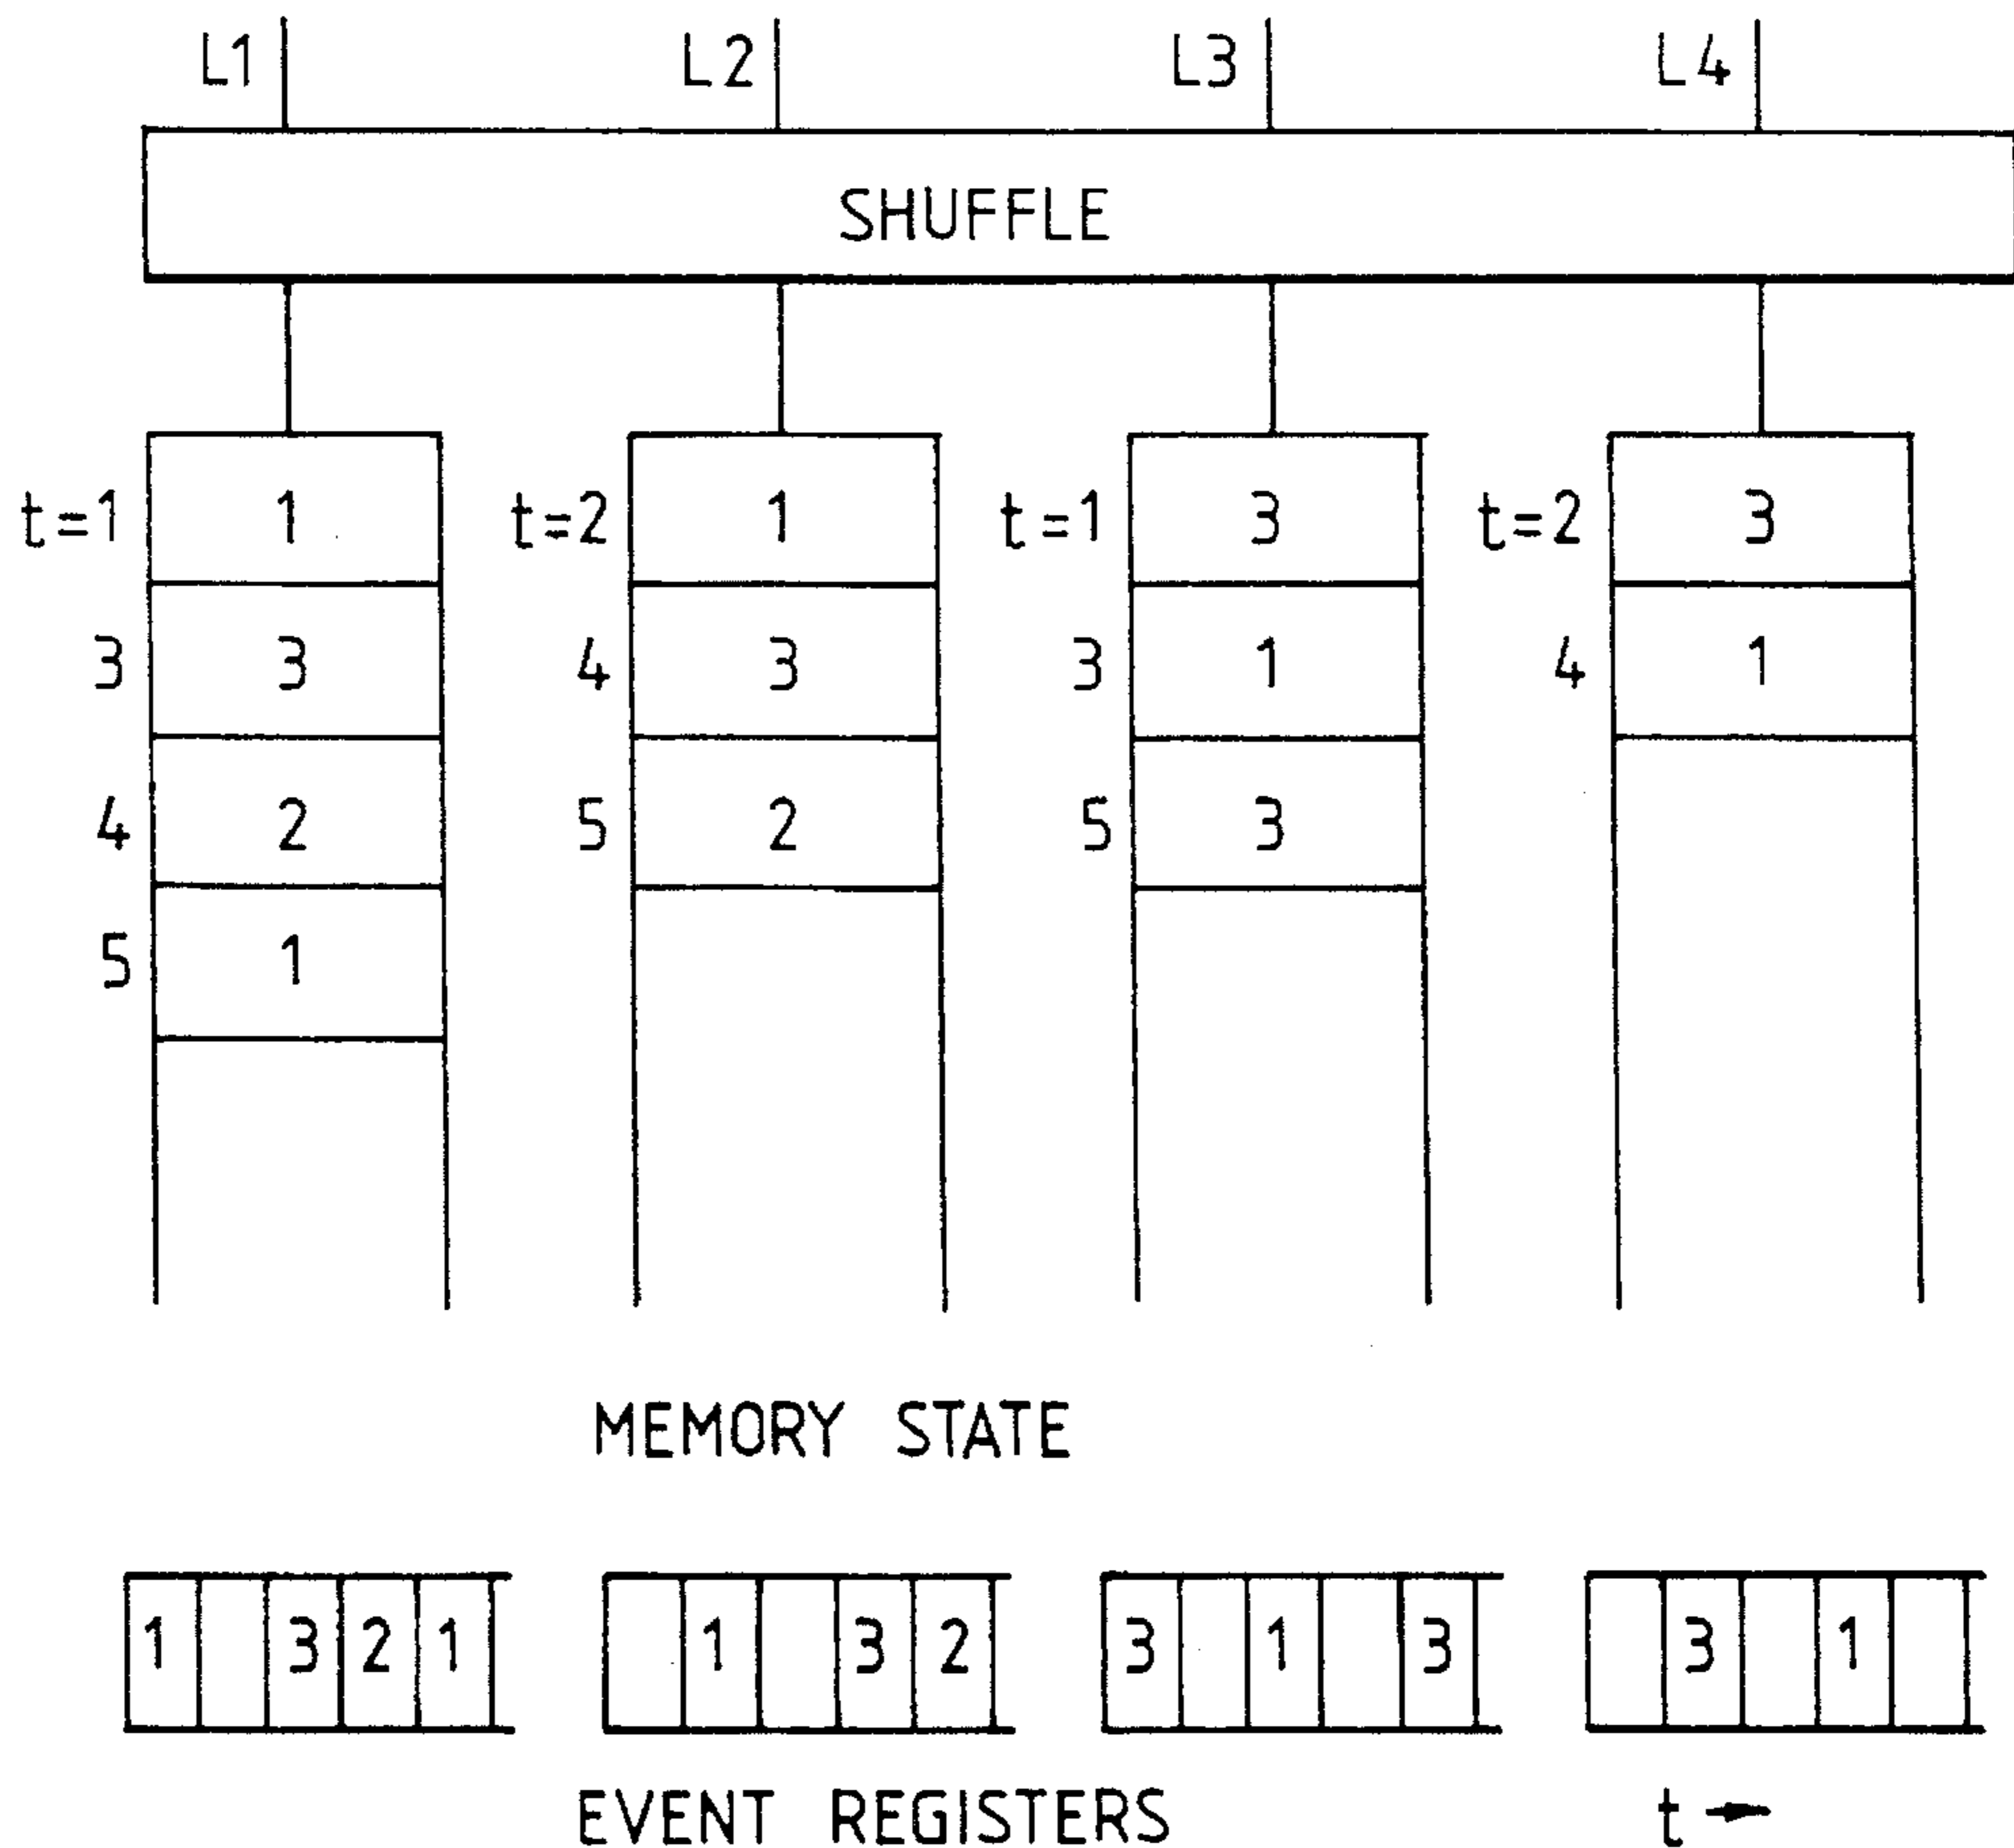 L1 L2 L3 L4
SHUFFLE
t=1 1 t=2 1 t=1 3 t=2 3
3 3 4 3 3 1 4 1
4 2 5 2 5 3
5 1
MEMORY STATE
1 3 2 1 1 3 2 3 1 3 3 1
EVENT REGISTERS t